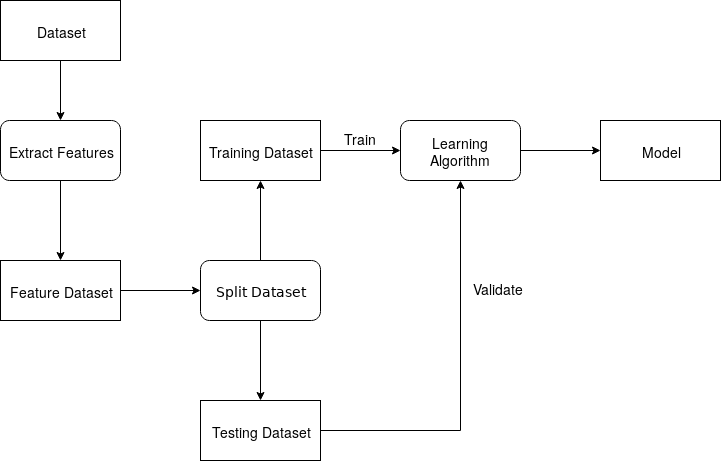 Dataset
Extract Features
Training Dataset
Train
Learning
Algorithm
Model
Feature Dataset
Split Dataset
Validate
Testing Dataset